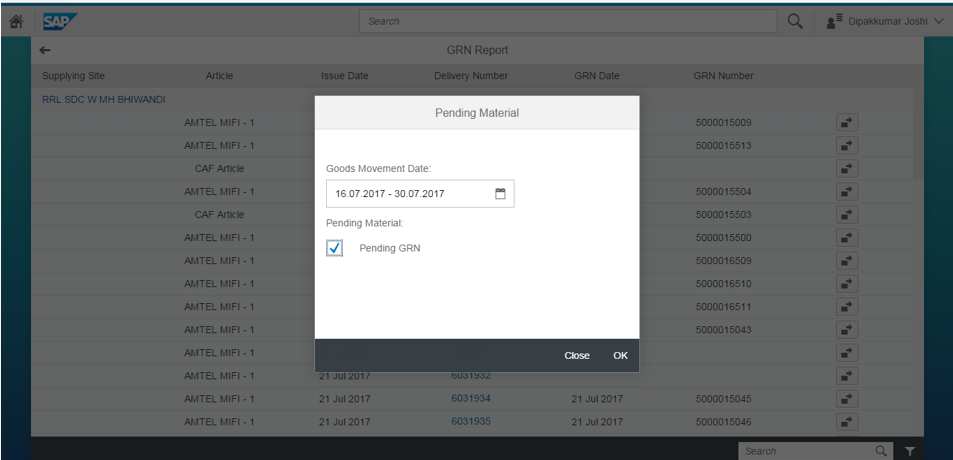 SAP Search Dipakkumar Joshi
GRN Report
Supplying Site Article Issue Date Delivery Number GRN Date GRN Number
RRL SDC W MH BHIWANDI
Pending Material
AMTEL MIFI - 1 5000015009
AMTEL MIFI - 1 5000015513
CAF Article
Goods Movement Date:
AMTEL MIFI - 1 5000015504
16.07.2017 - 30.07.2017
CAF Article 5000015503
Pending Material:
AMTEL MIFI - 1 5000015500
Pending GRN
AMTEL MIFI - 1 5000016509
AMTEL MIFI - 1 5000016510
AMTEL MIFI - 1 5000016511
AMTEL MIFI - 1 5000015043
AMTEL MIFI - 1
Close OK
AMTEL MIFI - 1 21 Jul 2017 6031932
AMTEL MIFI - 1 21 Jul 2017 6031934 21 Jul 2017 5000015045
AMTEL MIFI - 1 21 Jul 2017 6031935 21 Jul 2017 5000015046
Search